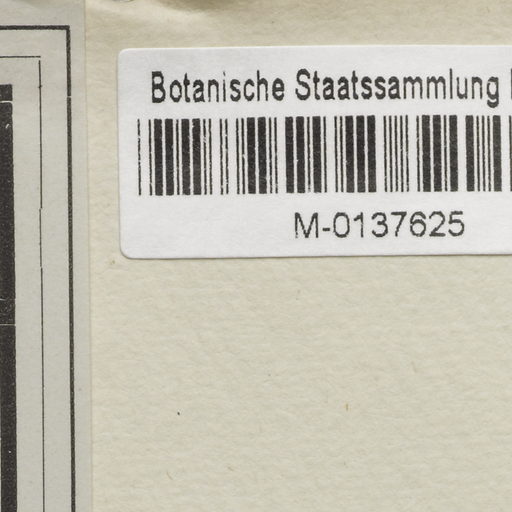 Botanische Staatssammlung
M-0137625